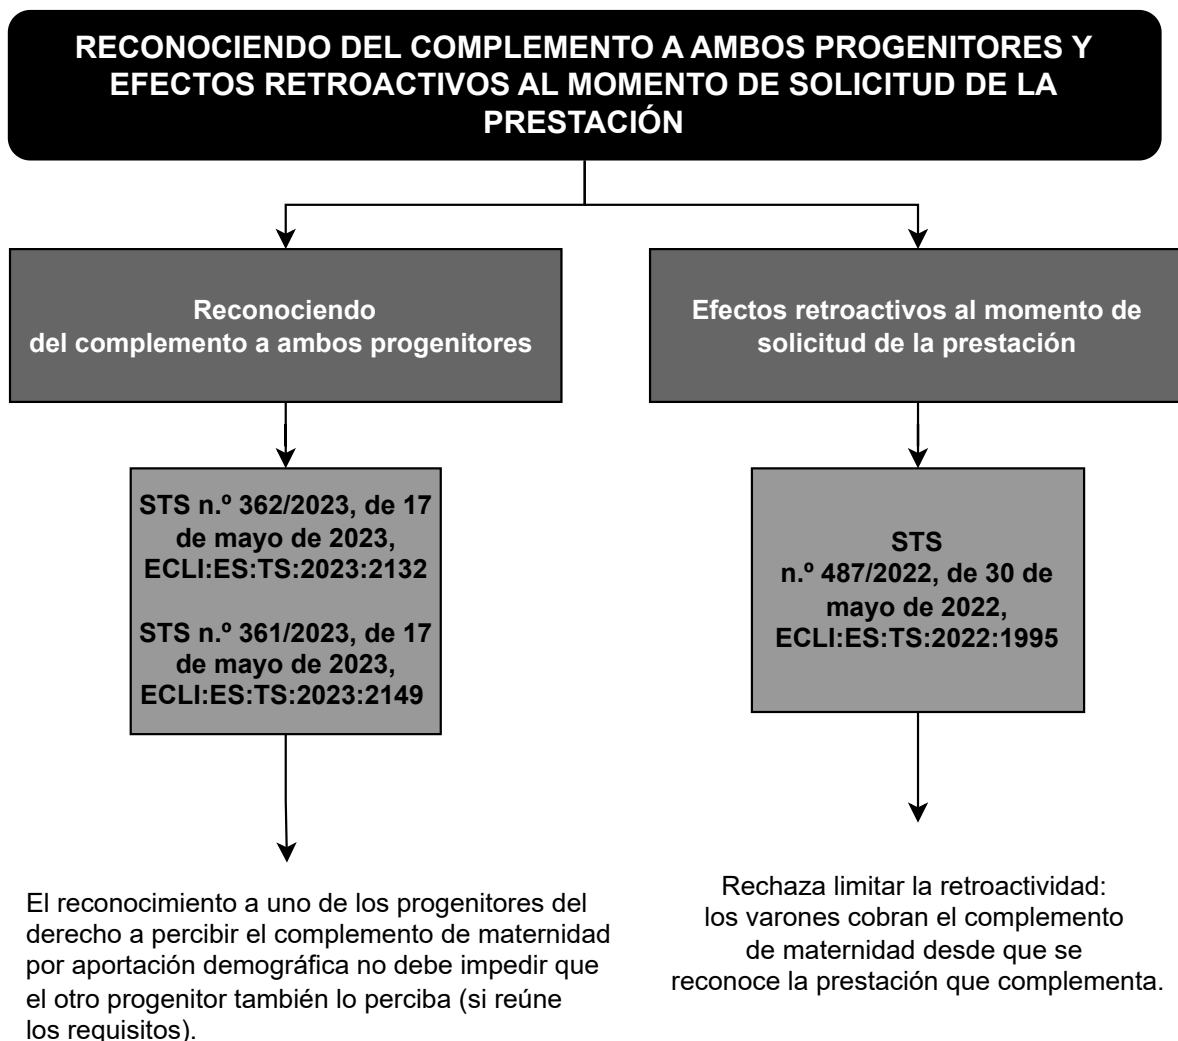 RECONOCIENDO DEL COMPLEMENTO A AMBOS PROGENITORES Y
EFECTOS RETROACTIVOS AL MOMENTO DE SOLICITUD DE LA
PRESTACIÓN
Reconociendo
del complemento a ambos progenitores
Efectos retroactivos al momento de
solicitud de la prestación
STS n.º 362/2023, de 17
de mayo de 2023,
ECLI:ES:TS:2023:2132
STS n.º 361/2023, de 17
de mayo de 2023,
ECLI:ES:TS:2023:2149
STS
n.º 487/2022, de 30 de
mayo de 2022,
ECLI:ES:TS:2022:1995
El reconocimiento a uno de los progenitores del
derecho a percibir el complemento de maternidad
por aportación demográfica no debe impedir que
el otro progenitor también lo perciba (si reúne
los requisitos).
Rechaza limitar la retroactividad:
los varones cobran el complemento
de maternidad desde que se
reconoce la prestación que complementa.